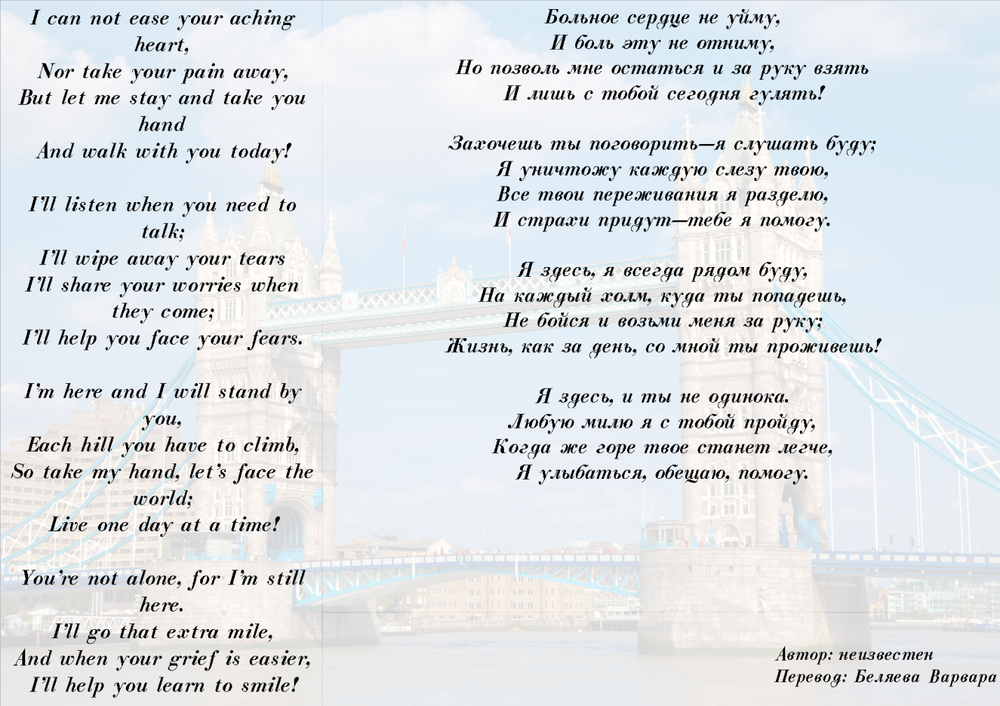 I can not ease your aching
heart,
Nor take your pain away,
But let me stay and take you
hand
And walk with you today!
I'll listen when you need to
talk;
I'll wipe away your tears
I'll share your worries when
they come;
I'll help you face your fears.
I'm here and I will stand by
you,
Each hill you have to climb,
So take my hand, let's face the
world;
Live one day at a time!
You're not alone, for I'm still
here.
I'll go that extra mile,
And when your grief is easier,
I'll help you learn to smile!
Больное сердце не уйму,
И боль эту не отниму,
Но позволь мне остаться и за руку взять
И лишь с тобой сегодня гулять!
Захочешь ты поговорить—я слушать буду;
Я уничтожу каждую слезу твою,
Все твои переживания я разделю,
И страхи придут—тебе я помогу.
Я здесь, я всегда рядом буду,
На каждый холм, куда ты попадешь,
Не бойся и возьми меня за руку;
Жизнь, как за день, со мной ты проживешь!
Я здесь, и ты не одинока.
Любую милю я с тобой пройду,
Когда же горе твое станет легче,
Я улыбаться, обещаю, помогу.
Автор: неизвестен
Перевод: Беляева Варвара